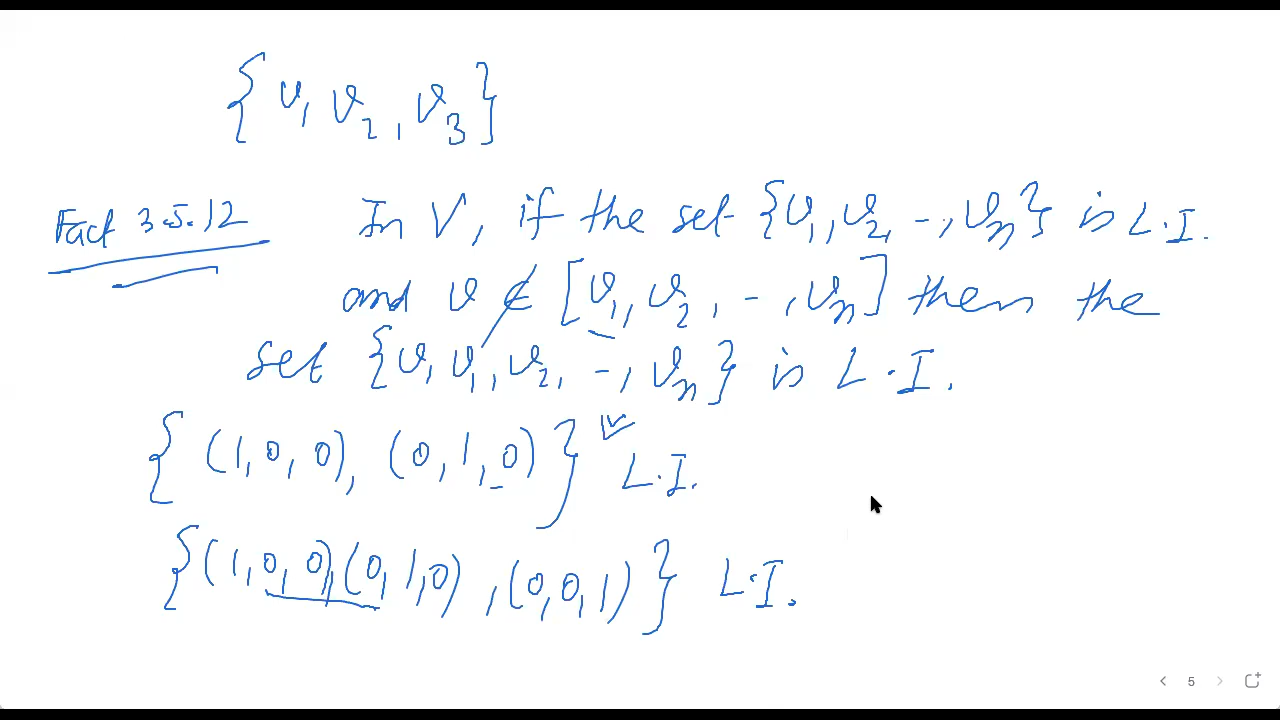 {v₁ v₂, v₃}
Fact 3.5.12 In V, if the set {v₁, v₂, -, vₙ} is L.I.
and v ∉ [v₁, v₂, -, vₙ] then the
set {v, v₁, v₂, -, vₙ} is L.I.
{(1, 0, 0), (0, 1, 0)} L.I.
{(1, 0, 0), (0, 1, 0), (0, 0, 1)} L.I.
5